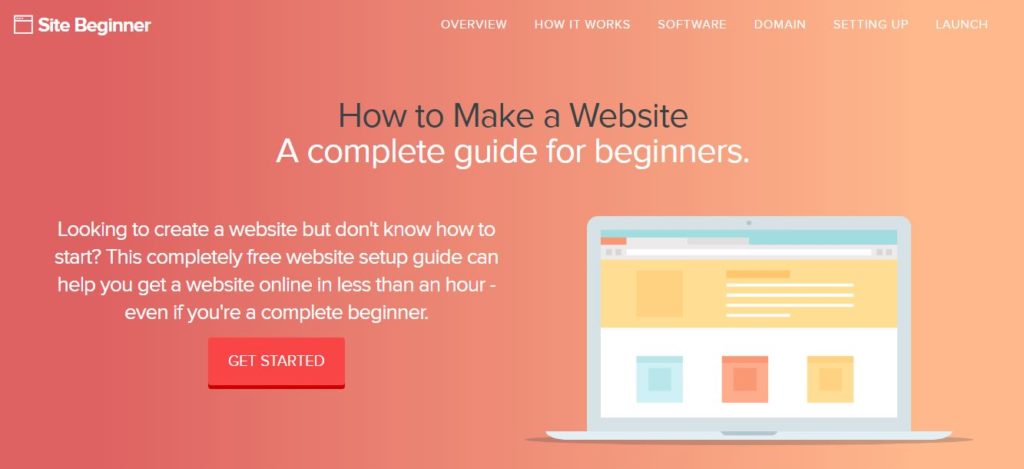 Site Beginner
OVERVIEW HOW IT WORKS SOFTWARE DOMAIN SETTING UP LAUNCH
How to Make a Website
A complete guide for beginners.
Looking to create a website but don't know how to
start? This completely free website setup guide can
help you get a website online in less than an hour -
even if you're a complete beginner.
GET STARTED